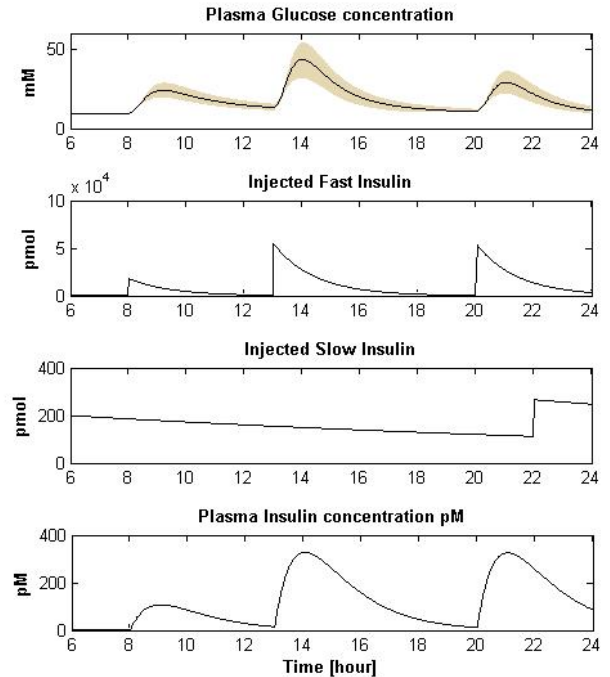 Plasma Glucose concentration
50
0
mM
6 8 10 12 14 16 18 20 22 24
Injected Fast Insulin
x 10^4
10
5
0
pmol
6 8 10 12 14 16 18 20 22 24
Injected Slow Insulin
400
200
0
pmol
6 8 10 12 14 16 18 20 22 24
Plasma Insulin concentration pM
400
200
0
pM
6 8 10 12 14 16 18 20 22 24
Time [hour]